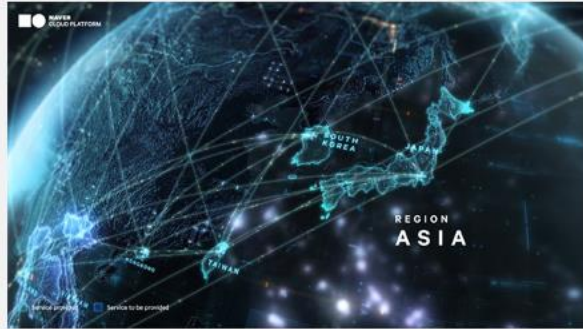 NAVER
CLOUD PLATFORM
SOUTH
KOREA
JAPAN
REGION
ASIA
TAIWAN
Service provided
Service to be provided